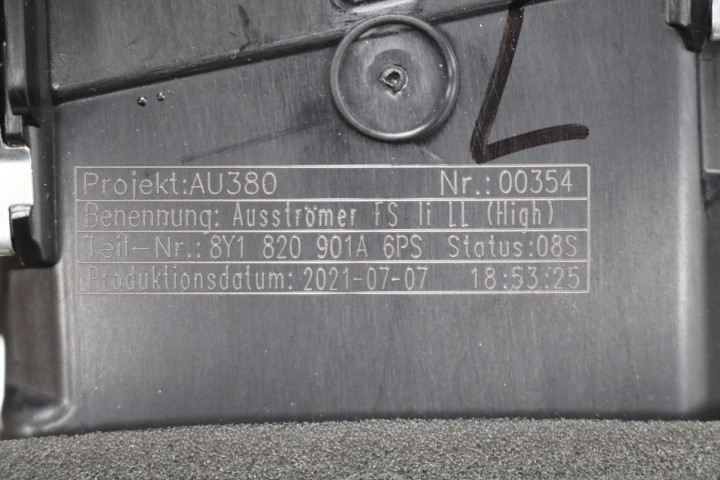 Projekt:AU380 Nr.: 00354
Benennung: Ausströmer FS li LL (High)
Teil-Nr.: 8Y1 820 901A 6PS Status:08S
Produktionsdatum: 2021-07-07 18:53:25